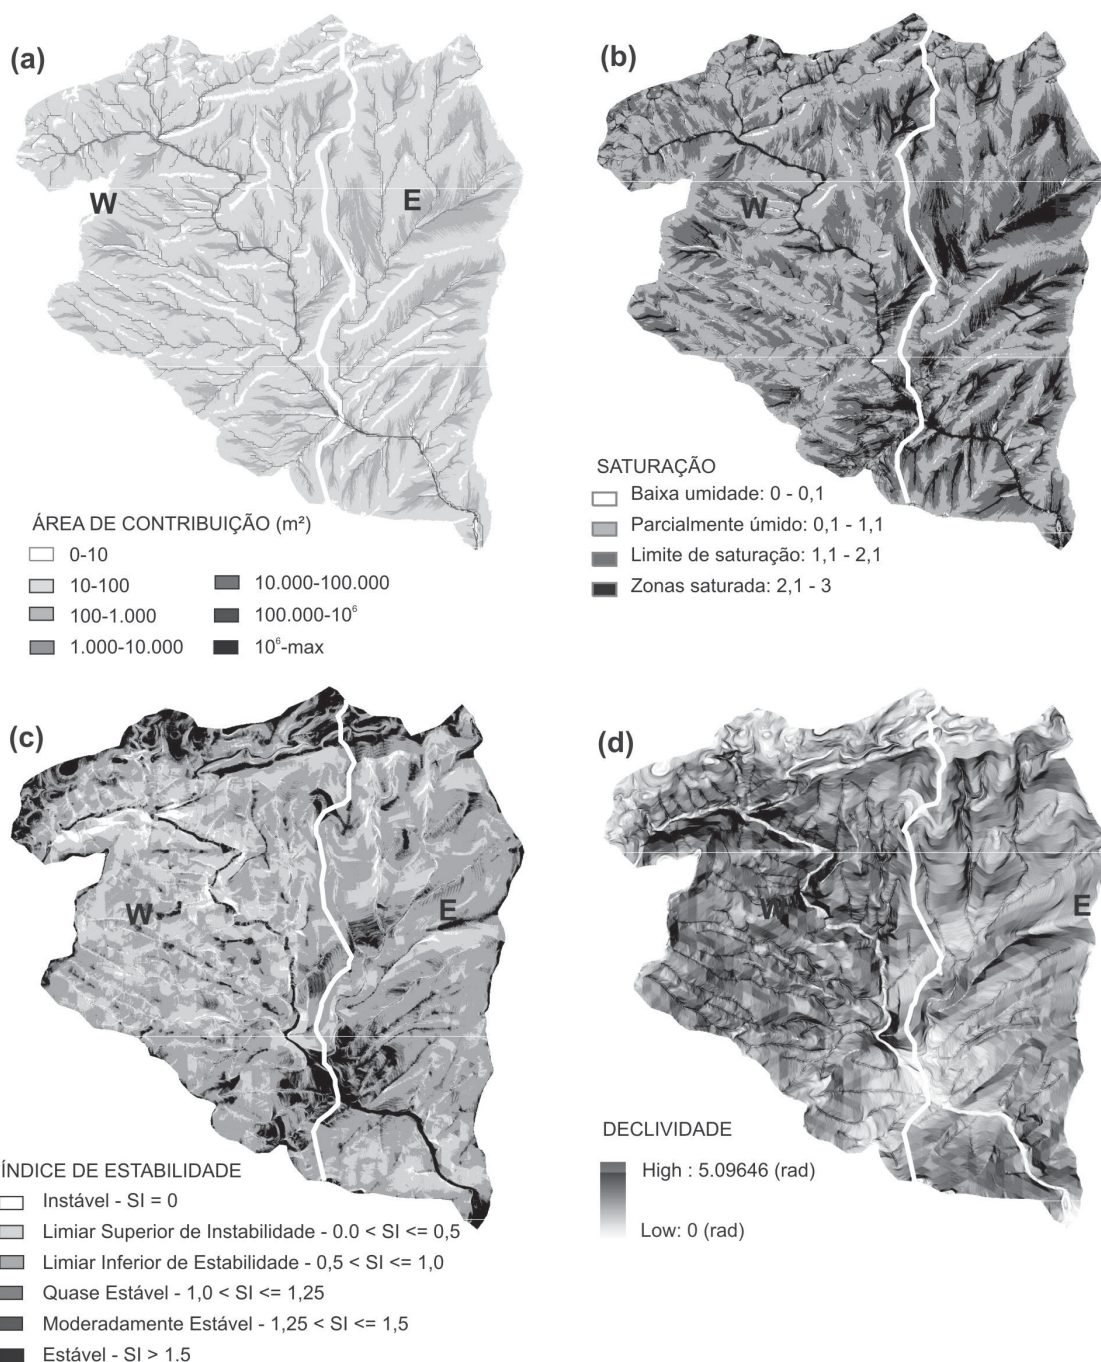 (a)
W
E
ÁREA DE CONTRIBUIÇÃO (m²)
0-10
10-100
100-1.000
1.000-10.000
10.000-100.000
100.000-10⁶
10⁶-max
(b)
W
E
SATURAÇÃO
Baixa umidade: 0 - 0,1
Parcialmente úmido: 0,1 - 1,1
Limite de saturação: 1,1 - 2,1
Zonas saturada: 2,1 - 3
(c)
W
E
ÍNDICE DE ESTABILIDADE
Instável - SI = 0
Limiar Superior de Instabilidade - 0.0 < SI <= 0,5
Limiar Inferior de Estabilidade - 0,5 < SI <= 1,0
Quase Estável - 1,0 < SI <= 1,25
Moderadamente Estável - 1,25 < SI <= 1,5
Estável - SI > 1.5
(d)
W
E
DECLIVIDADE
High : 5.09646 (rad)
Low: 0 (rad)